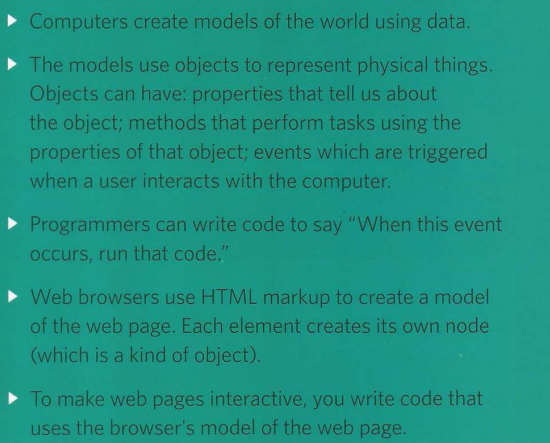 Computers create models of the world using data.
The models use objects to represent physical things.
Objects can have: properties that tell us about
the object; methods that perform tasks using the
properties of that object; events which are triggered
when a user interacts with the computer.
Programmers can write code to say “When this event
occurs, run that code.”
Web browsers use HTML markup to create a model
of the web page. Each element creates its own node
(which is a kind of object).
To make web pages interactive, you write code that
uses the browser's model of the web page.